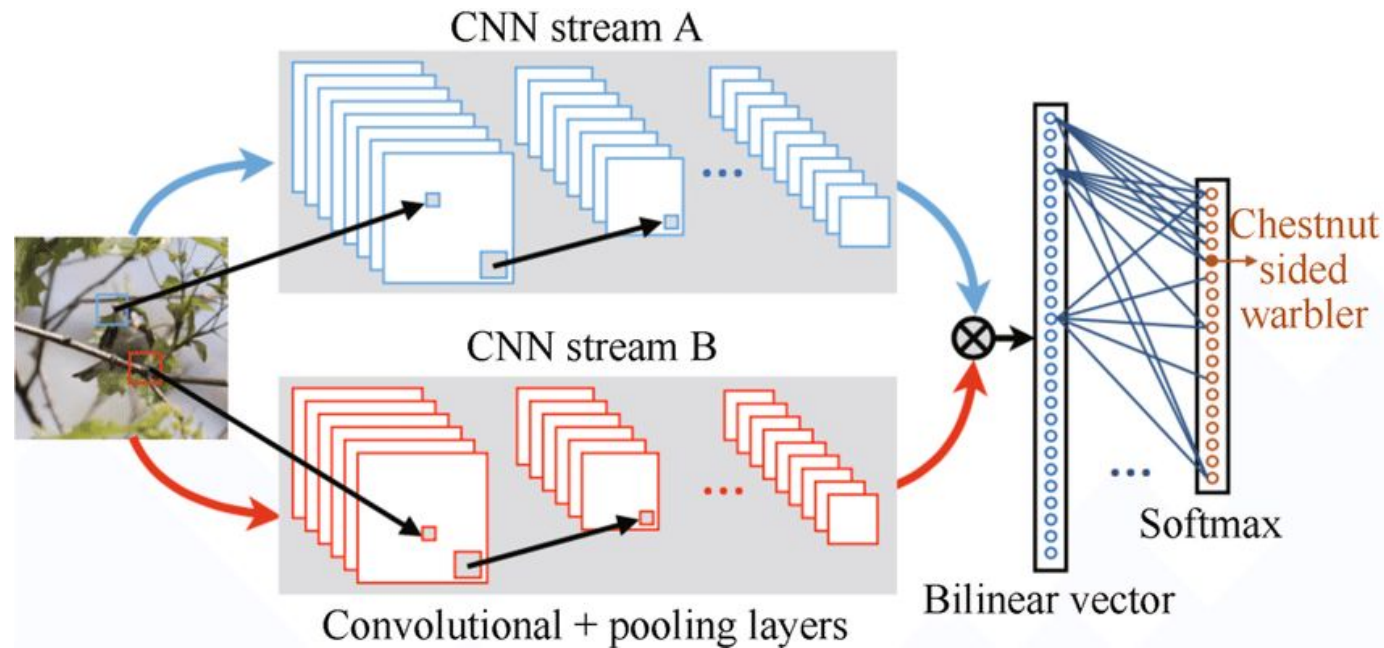 CNN stream A
CNN stream B
Convolutional + pooling layers
Bilinear vector
Softmax
Chestnut
sided
warbler